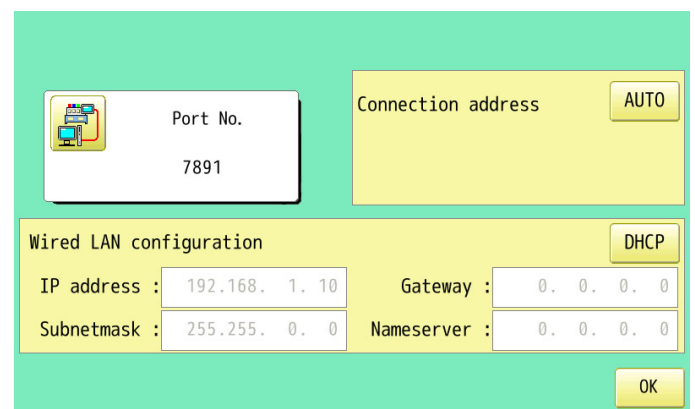 Port No.
7891
Connection address
AUTO
Wired LAN configuration
DHCP
IP address : 192.168. 1. 10
Gateway : 0. 0. 0. 0
Subnetmask : 255.255. 0. 0
Nameserver : 0. 0. 0. 0
OK